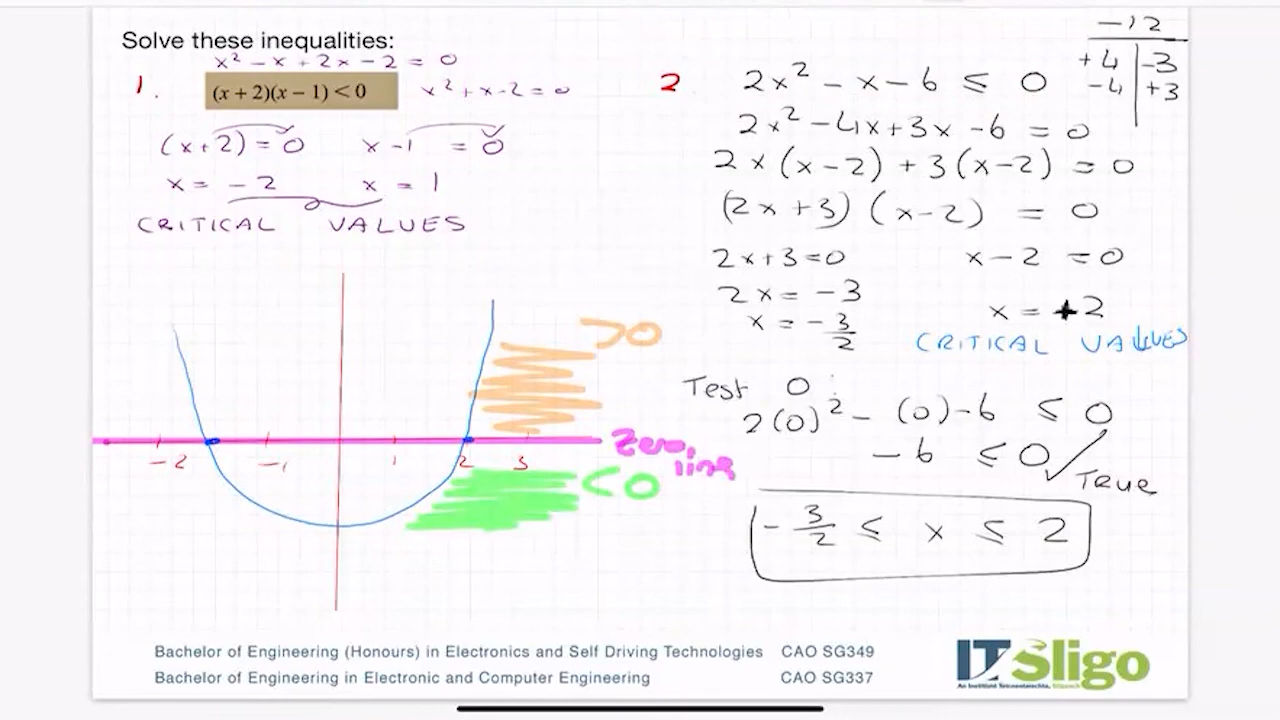 Solve these inequalities:
x² - x + 2x - 2 = 0
1. (x + 2)(x − 1) < 0 x² + x - 2 = 0
(x+2) = 0 x - 1 = 0
x = -2 x = 1
CRITICAL VALUES
>0
Zero line
-2 -1 1 2 3
<0
-12
+4 -3
-4 +3
2 2x² - x - 6 ≤ 0
2x² - 4x + 3x - 6 = 0
2x(x-2) + 3(x-2) = 0
(2x+3)(x-2) = 0
2x+3=0 x-2 = 0
2x = -3
x = -3/2 x = +2
CRITICAL VALUES
Test 0:
2(0)² - (0) - 6 ≤ 0
-6 ≤ 0 ✓ True
-3/2 ≤ x ≤ 2
Bachelor of Engineering (Honours) in Electronics and Self Driving Technologies CAO SG349
Bachelor of Engineering in Electronic and Computer Engineering CAO SG337
IT Sligo
An Institiúid Teicneolaíochta, Sligeach